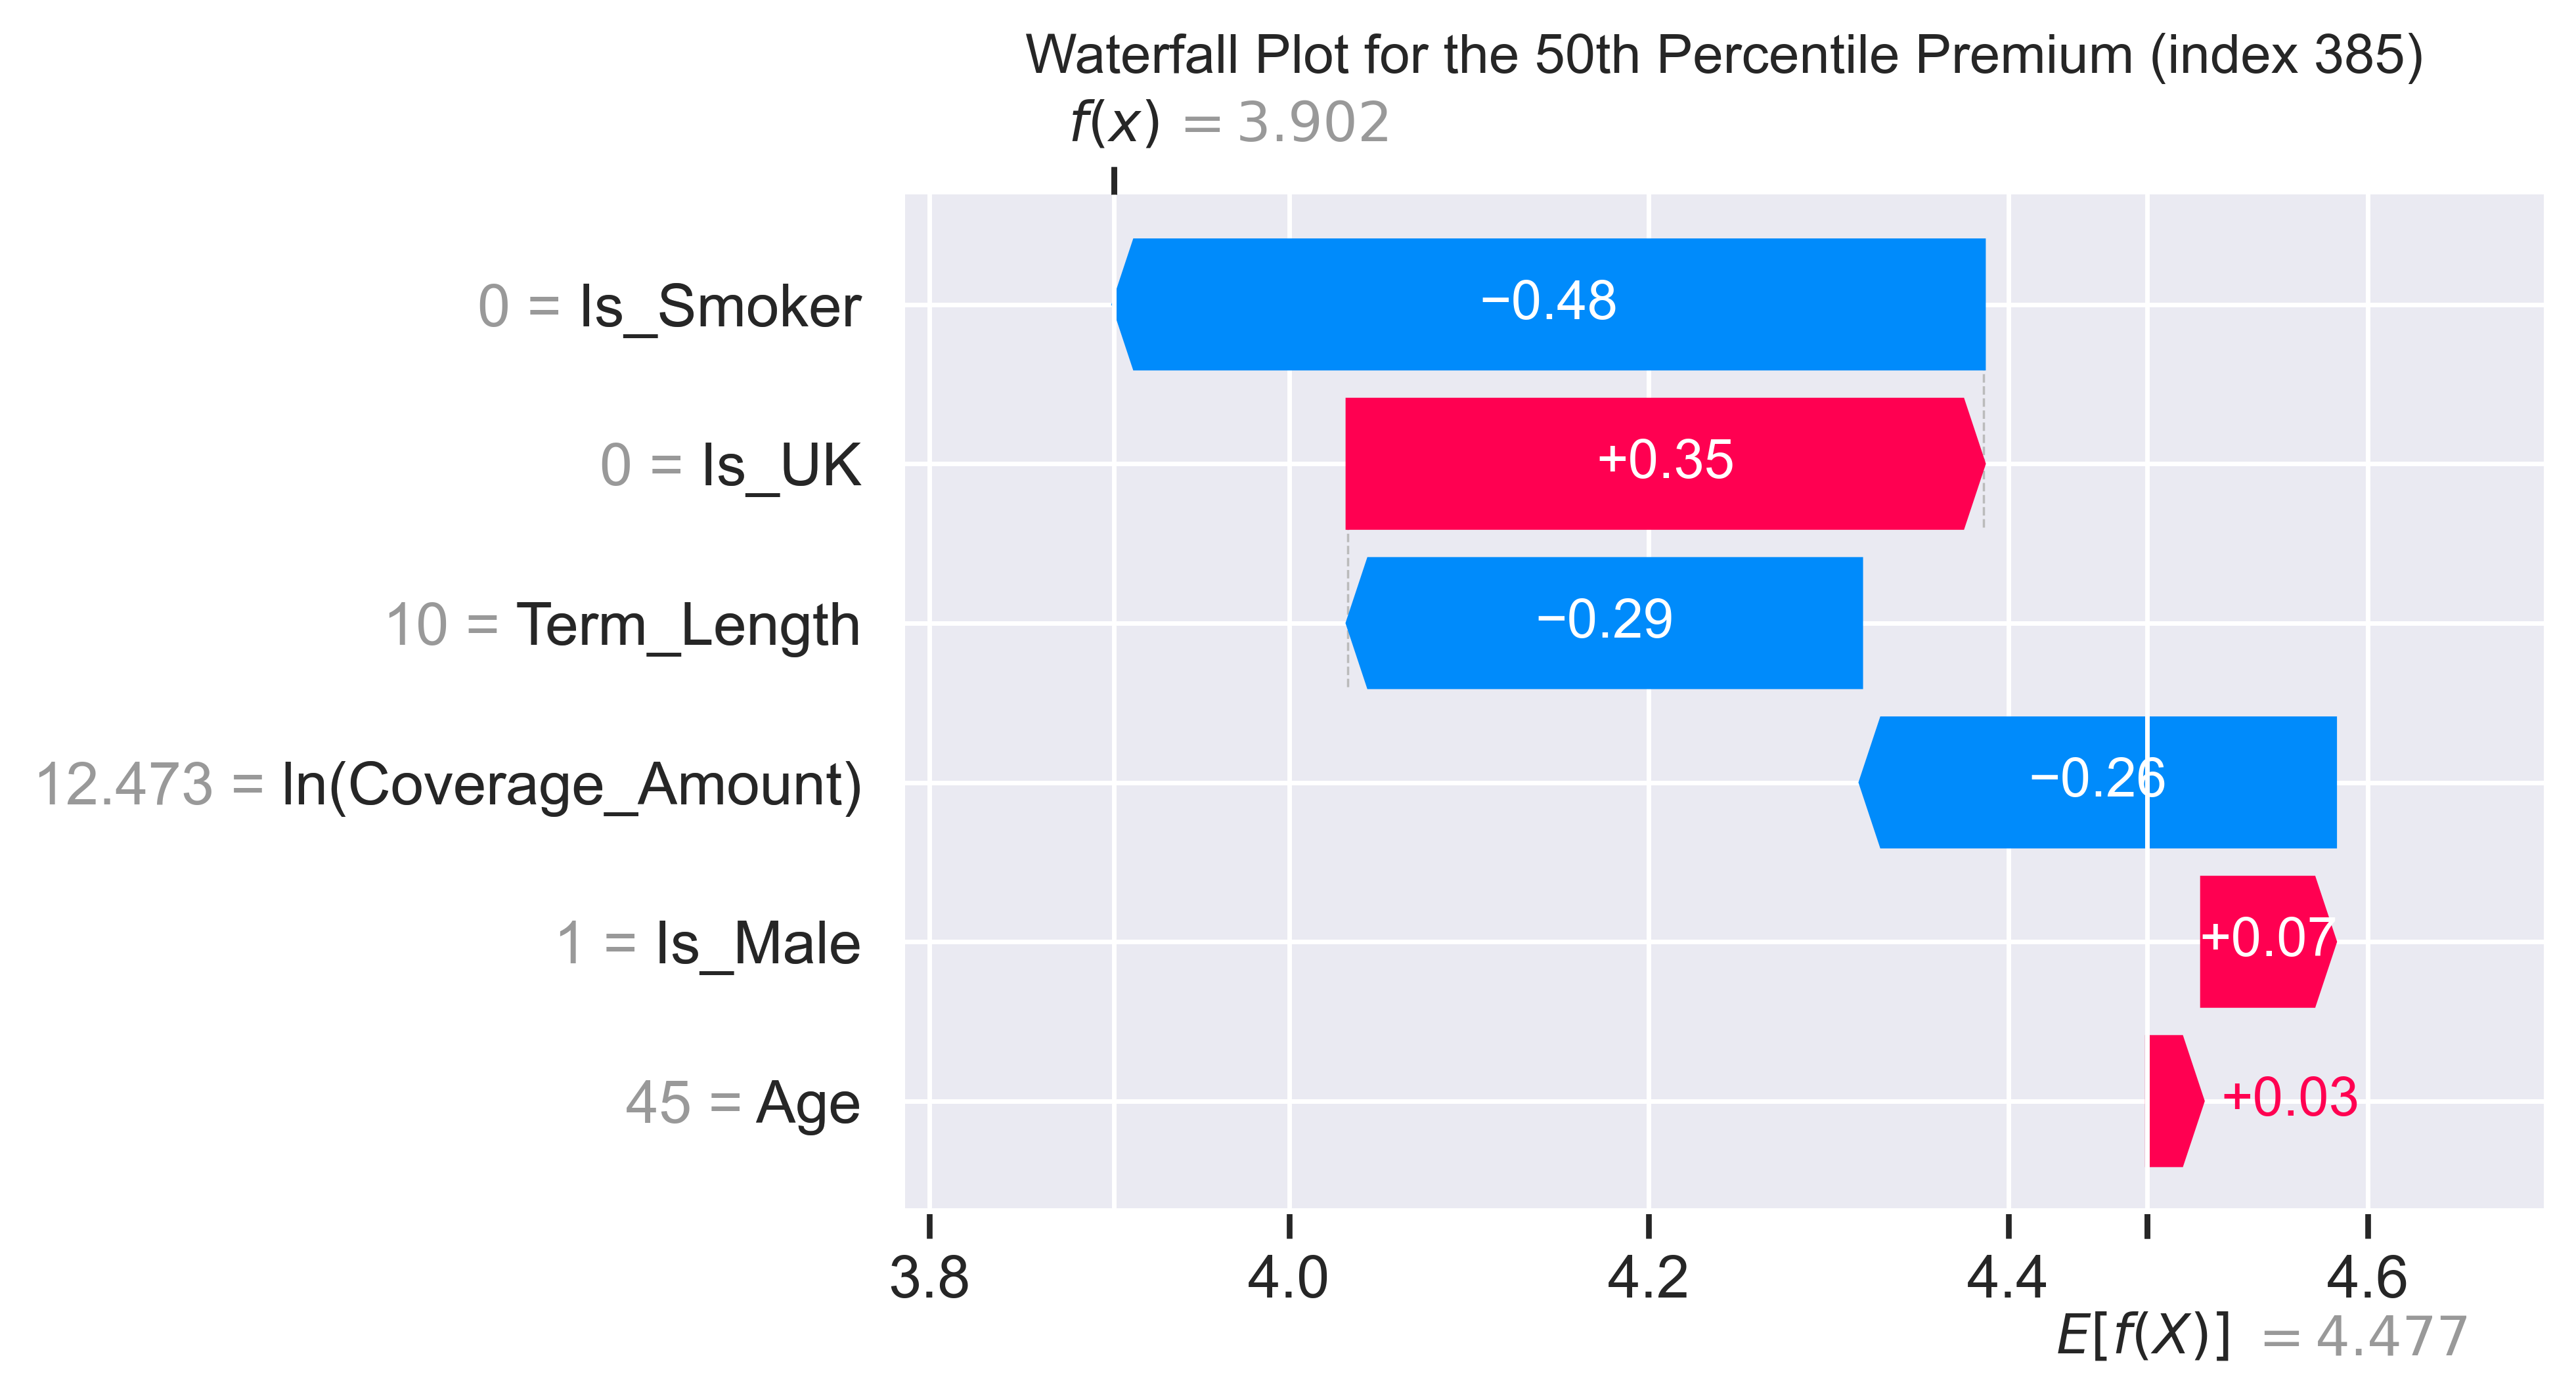 Waterfall Plot for the 50th Percentile Premium (index 385)
f(x) = 3.902
0 = Is_Smoker
−0.48
0 = Is_UK
+0.35
10 = Term_Length
−0.29
12.473 = ln(Coverage_Amount)
−0.26
1 = Is_Male
+0.07
45 = Age
+0.03
3.8 4.0 4.2 4.4 4.6
E[f(X)] = 4.477